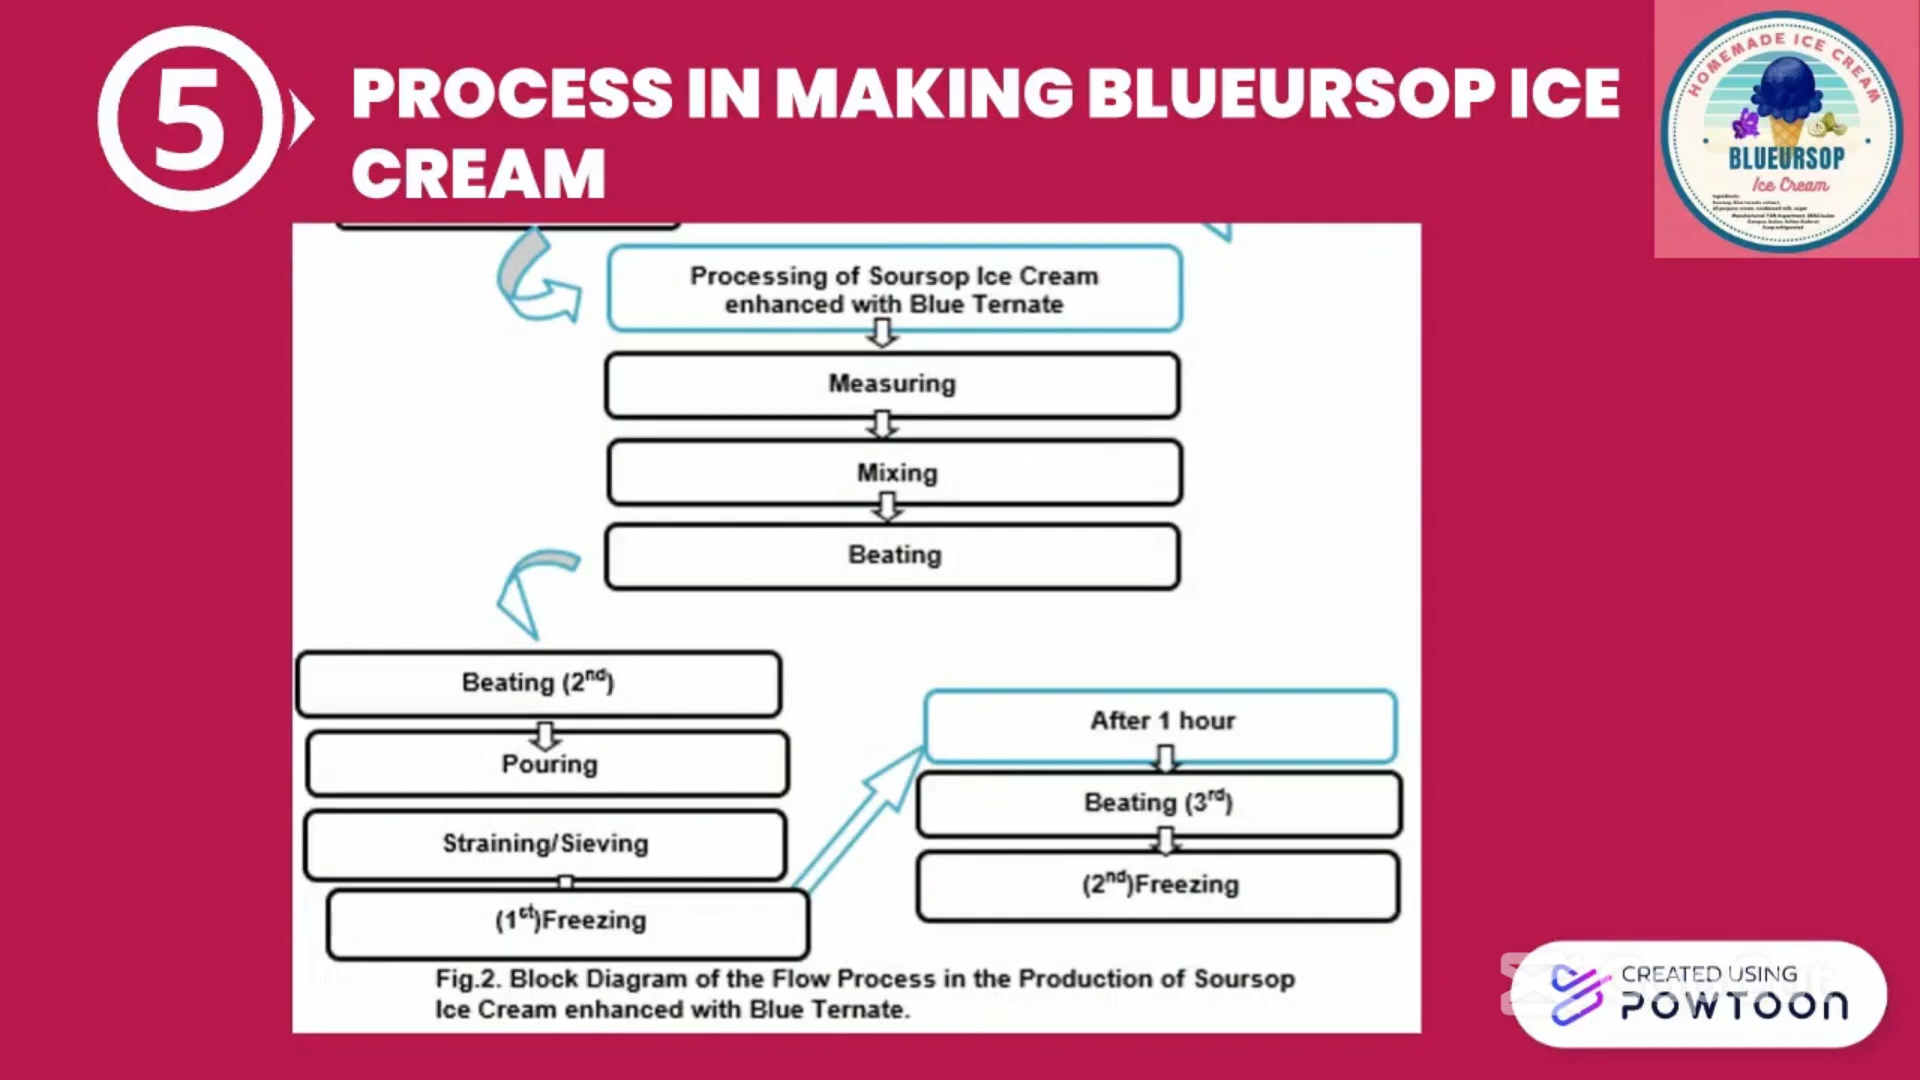 5
PROCESS IN MAKING BLUEURSOP ICE
CREAM
HOMEMADE ICE CREAM
BLUEURSOP
Ice Cream
Processing of Soursop Ice Cream
enhanced with Blue Ternate
Measuring
Mixing
Beating
Beating (2nd)
Pouring
Straining/Sieving
(1st)Freezing
After 1 hour
Beating (3rd)
(2nd)Freezing
Fig.2. Block Diagram of the Flow Process in the Production of Soursop
Ice Cream enhanced with Blue Ternate.
CREATED USING
POWTOON